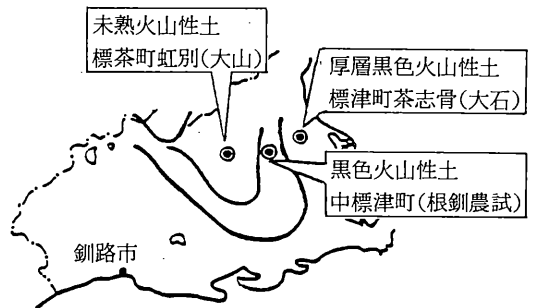 未熟火山性土
標茶町虹別(大山)
厚層黒色火山性土
標津町茶志骨(大石)
黒色火山性土
中標津町(根釧農試)
釧路市